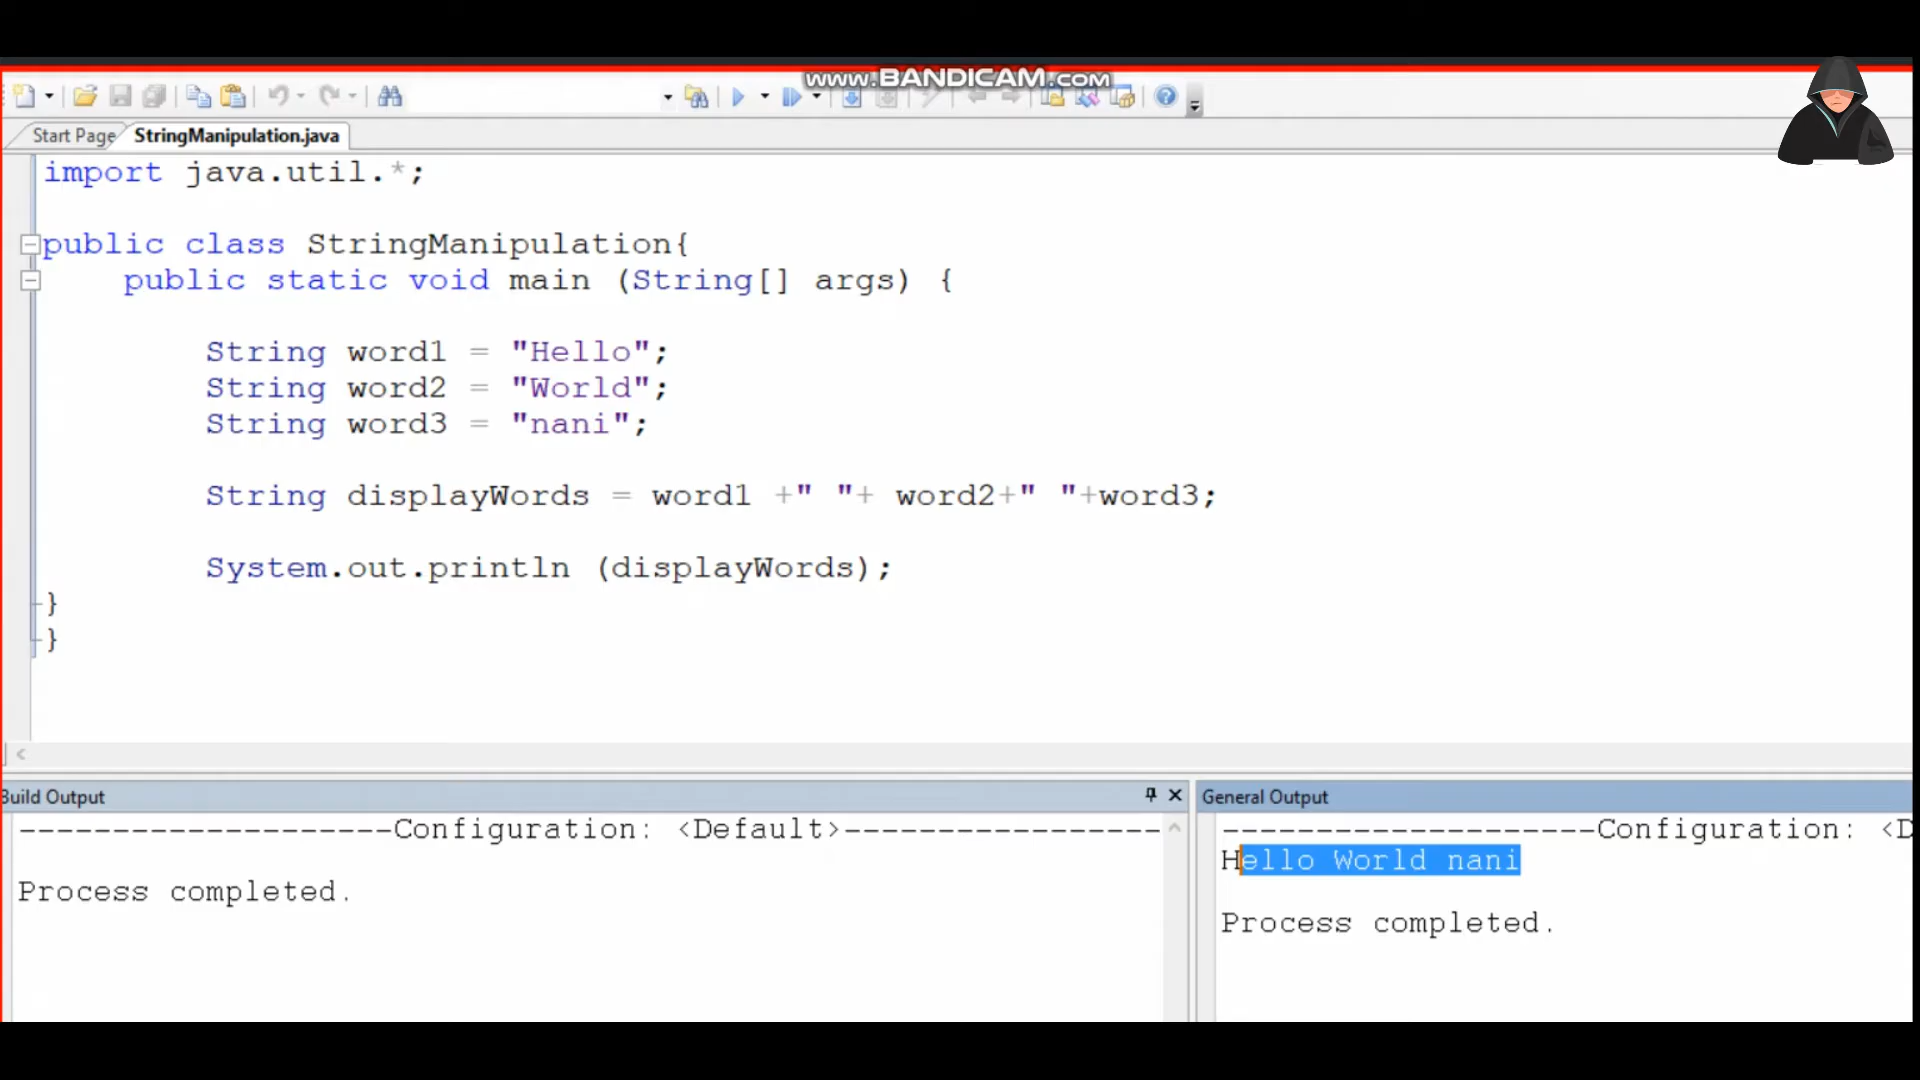 www.BANDICAM.com
Start Page
StringManipulation.java
import java.util.*;
public class StringManipulation{
public static void main (String[] args) {
String word1 = "Hello";
String word2 = "World";
String word3 = "nani";
String displayWords = word1 +" "+ word2+" "+word3;
System.out.println (displayWords);
}
}
Build Output
--------------------Configuration: <Default>-----------------
Process completed.
General Output
--------------------Configuration: <D
Hello World nani
Process completed.